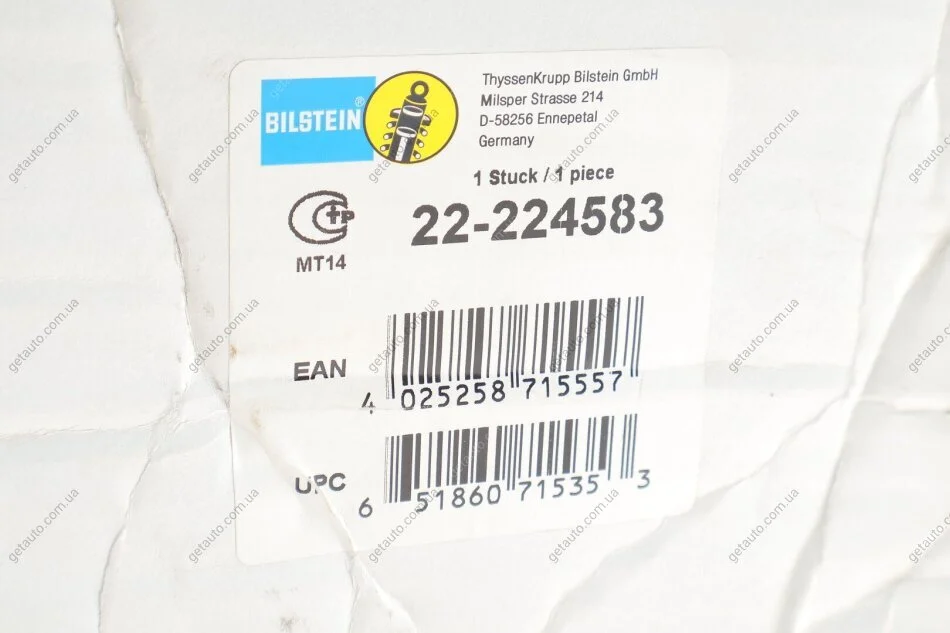 BILSTEIN®
ThyssenKrupp Bilstein GmbH
Milsper Strasse 214
D-58256 Ennepetal
Germany
1 Stuck / 1 piece
22-224583
MT14
EAN
4 025258 715557
UPC
6 51860 71535 3
getauto.com.ua